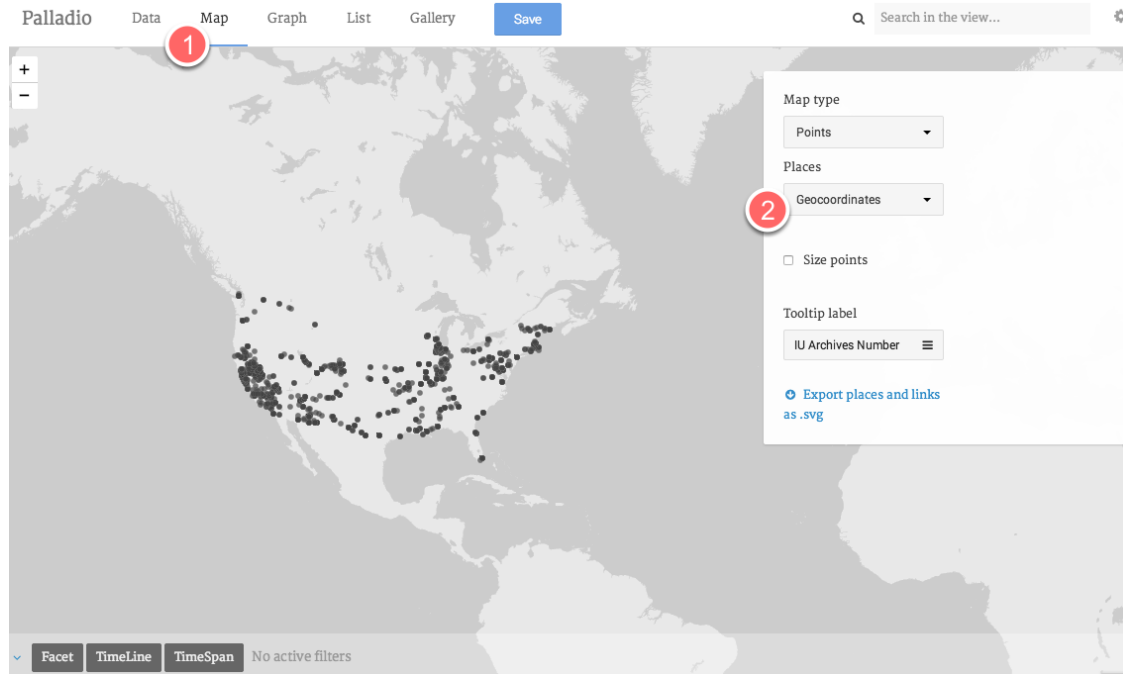 Palladio Data Map Graph List Gallery Save Search in the view...
1
+
−
Map type
Points
Places
2 Geocoordinates
Size points
Tooltip label
IU Archives Number
Export places and links
as .svg
Facet TimeLine TimeSpan No active filters